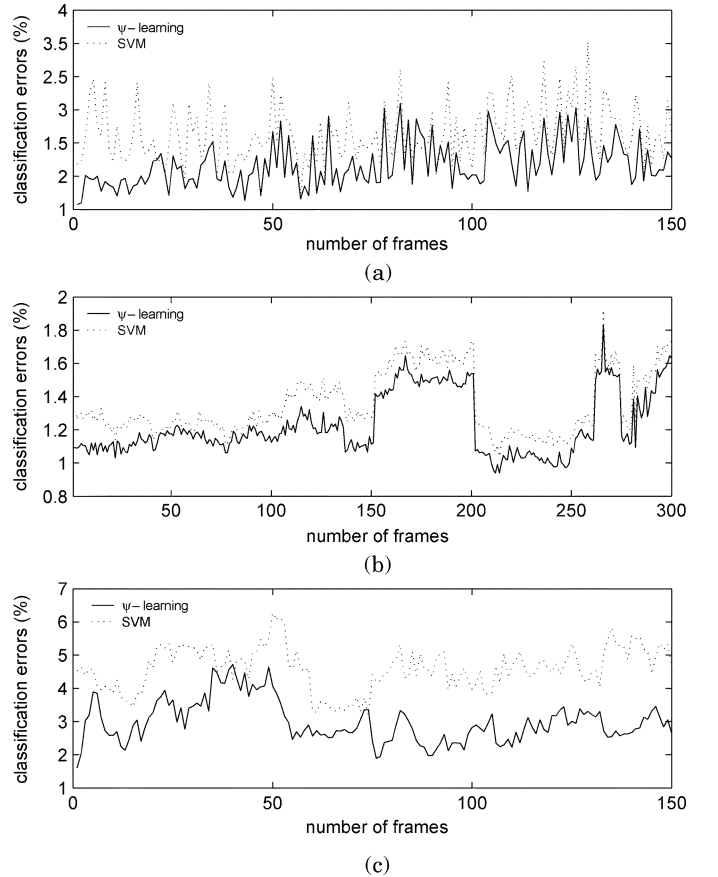 4
3.5
2.5
3
1.5
2
1
classification errors (%)
ψ– learning
SVM
0 50 100 150
number of frames
(a)
2
1.8
1.6
1.4
1.2
1
0.8
classification errors (%)
ψ– learning
SVM
50 100 150 200 250 300
number of frames
(b)
7
6
5
4
3
2
1
classification errors (%)
ψ– learning
SVM
0 50 100 150
number of frames
(c)